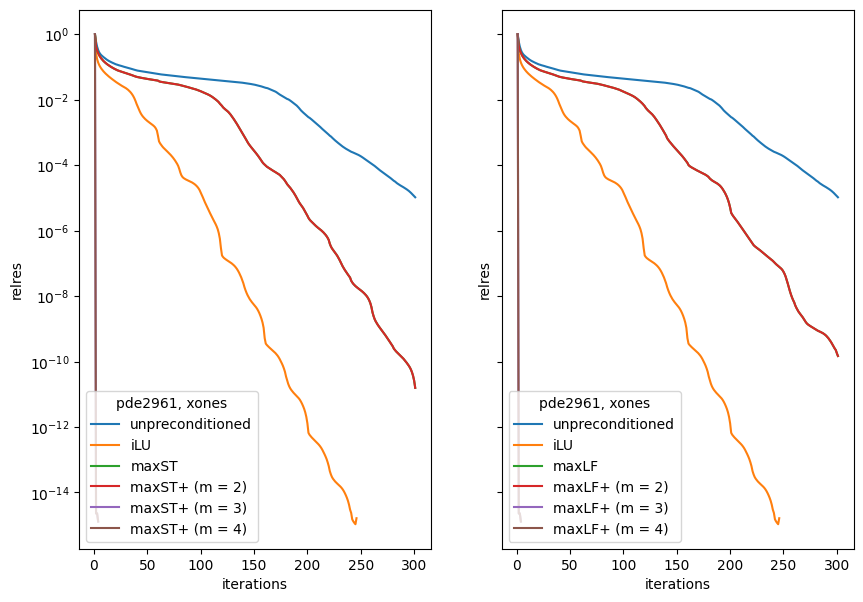 10⁰
10⁻²
10⁻⁴
10⁻⁶
10⁻⁸
10⁻¹⁰
10⁻¹²
10⁻¹⁴
relres
pde2961, xones
unpreconditioned
iLU
maxST
maxST+ (m = 2)
maxST+ (m = 3)
maxST+ (m = 4)
0 50 100 150 200 250 300
iterations
relres
pde2961, xones
unpreconditioned
iLU
maxLF
maxLF+ (m = 2)
maxLF+ (m = 3)
maxLF+ (m = 4)
0 50 100 150 200 250 300
iterations